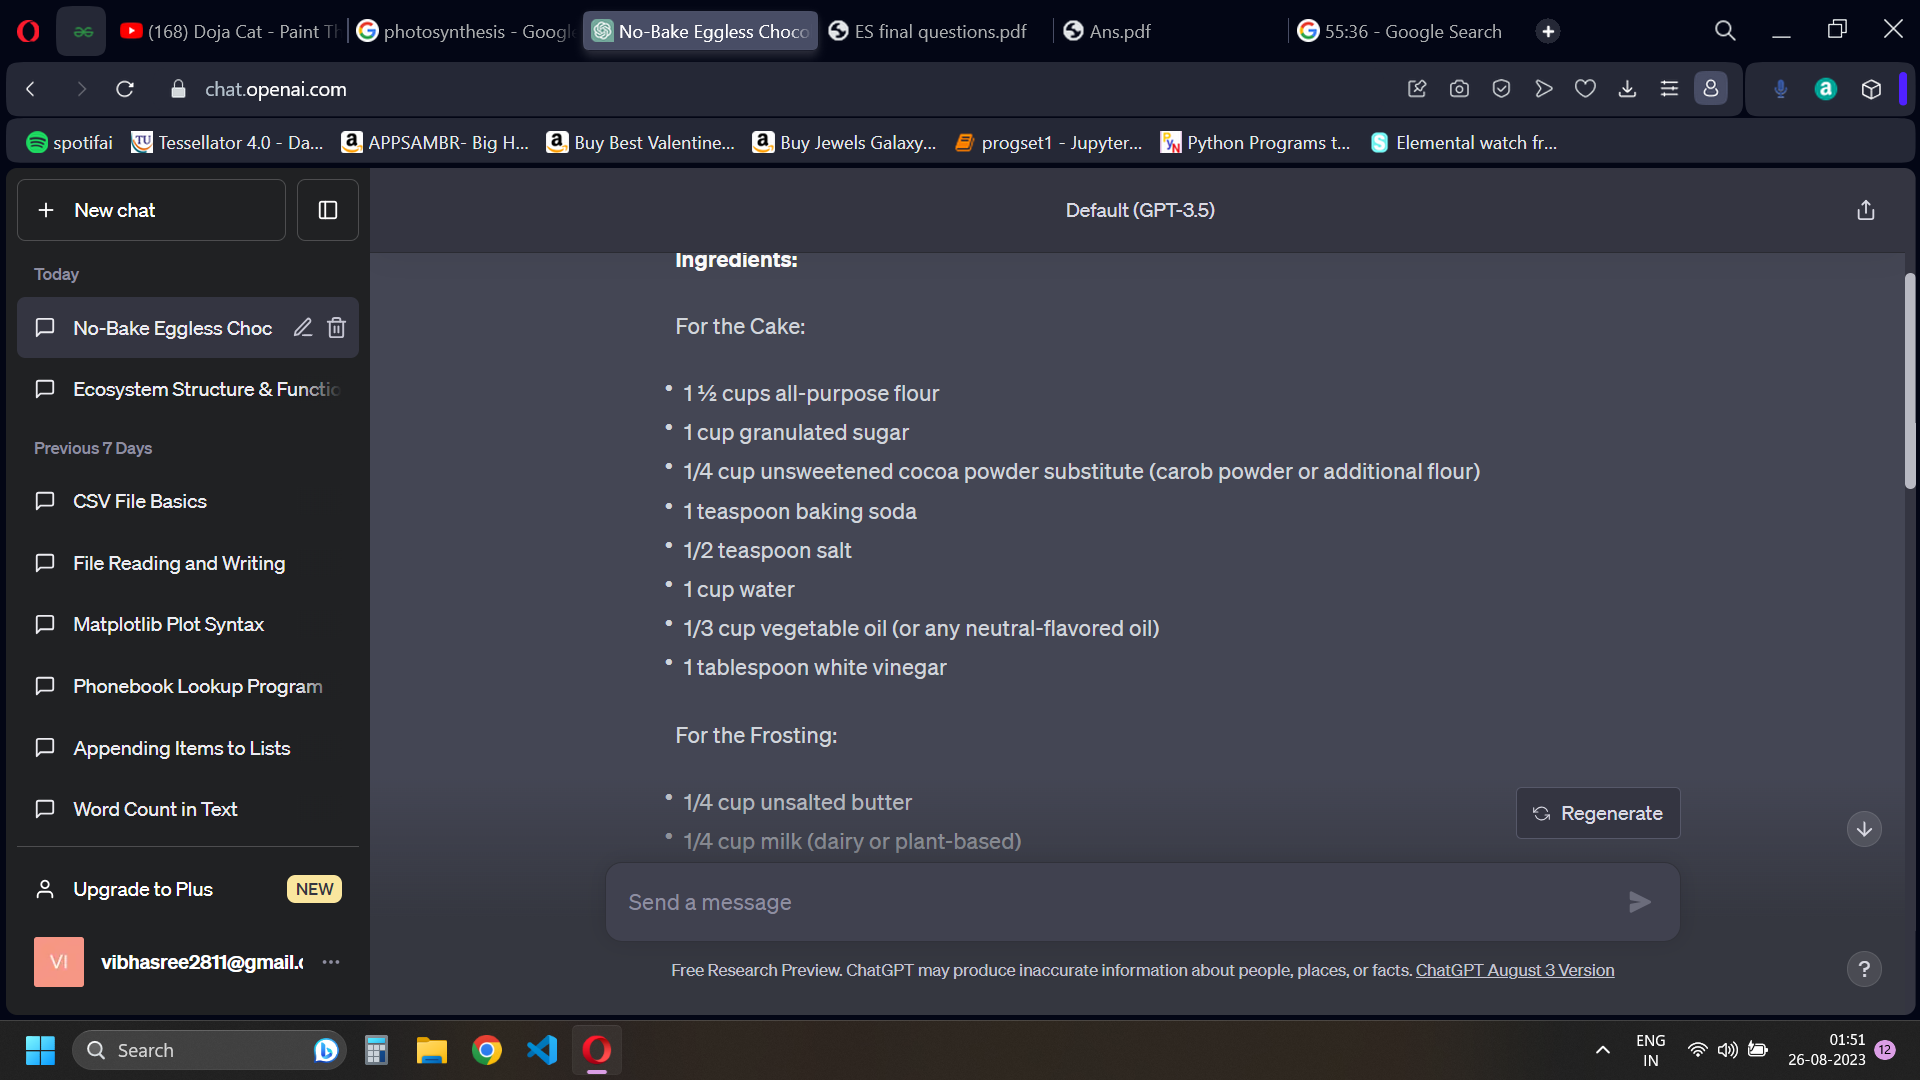 (168) Doja Cat - Paint Th
photosynthesis - Googl
No-Bake Eggless Choco
ES final questions.pdf
Ans.pdf
55:36 - Google Search
chat.openai.com
spotifai
TU
Tessellator 4.0 - Da...
APPSAMBR- Big H...
Buy Best Valentine...
Buy Jewels Galaxy...
progset1 - Jupyter...
Python Programs t...
Elemental watch fr...
New chat
Default (GPT-3.5)
Today
No-Bake Eggless Choc
Ecosystem Structure & Functio
Previous 7 Days
CSV File Basics
File Reading and Writing
Matplotlib Plot Syntax
Phonebook Lookup Program
Appending Items to Lists
Word Count in Text
Upgrade to Plus
NEW
VI
vibhasree2811@gmail.c
...
Ingredients:
For the Cake:
• 1 ½ cups all-purpose flour
• 1 cup granulated sugar
• 1/4 cup unsweetened cocoa powder substitute (carob powder or additional flour)
• 1 teaspoon baking soda
• 1/2 teaspoon salt
• 1 cup water
• 1/3 cup vegetable oil (or any neutral-flavored oil)
• 1 tablespoon white vinegar
For the Frosting:
• 1/4 cup unsalted butter
• 1/4 cup milk (dairy or plant-based)
Regenerate
Send a message
Free Research Preview. ChatGPT may produce inaccurate information about people, places, or facts. ChatGPT August 3 Version
?
Search
ENG
IN
01:51
26-08-2023
12